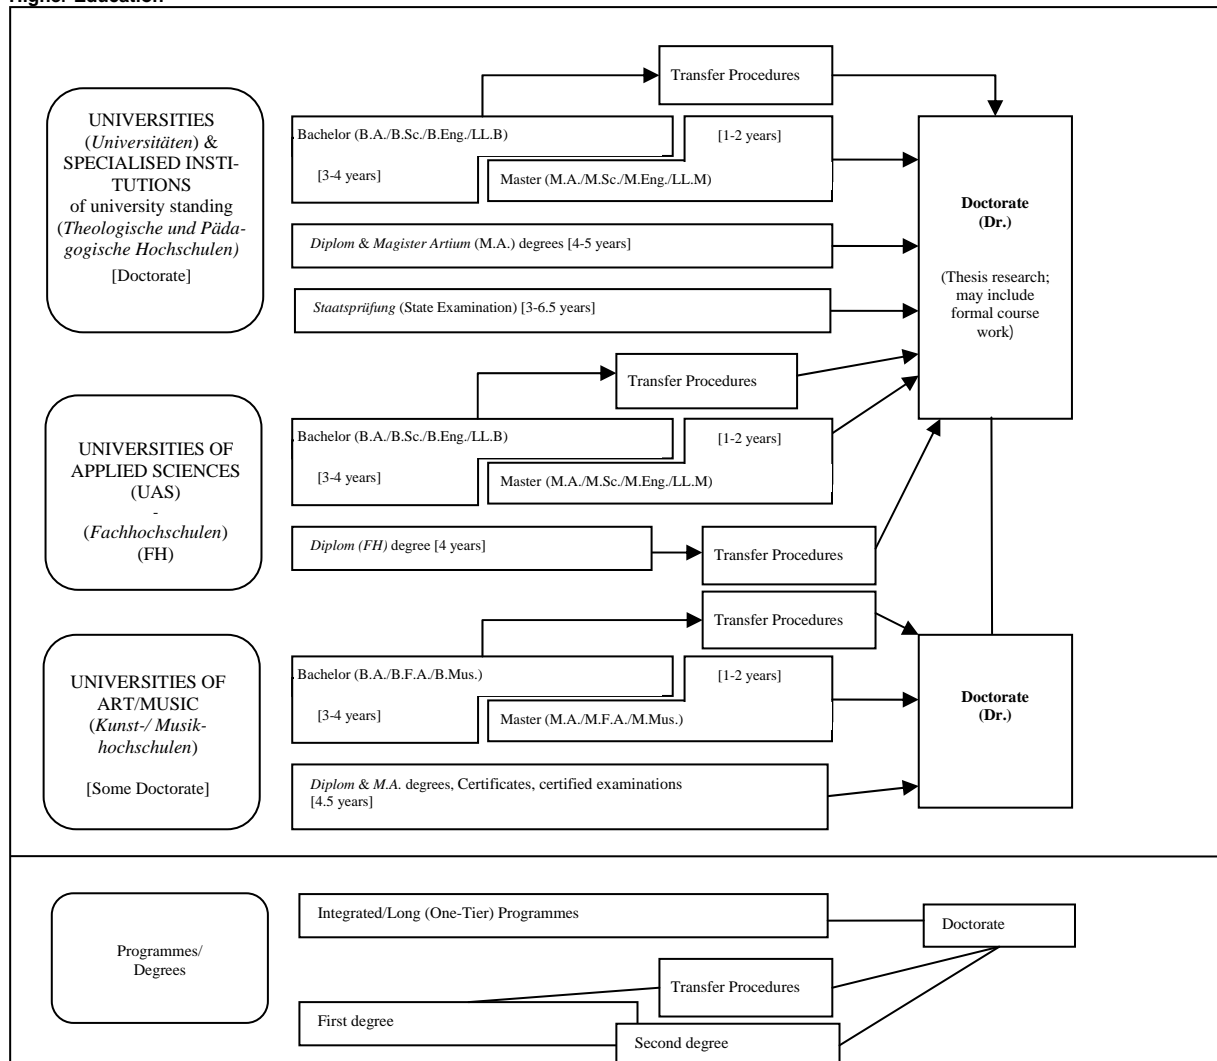 Higher Education
Transfer Procedures
UNIVERSITIES
(Universitäten) &
SPECIALISED INSTI-
TUTIONS
of university standing
(Theologische und Päda-
gogische Hochschulen)
[Doctorate]
Bachelor (B.A./B.Sc./B.Eng./LL.B)
[3-4 years]
[1-2 years]
Master (M.A./M.Sc./M.Eng./LL.M)
Diplom & Magister Artium (M.A.) degrees [4-5 years]
Staatsprüfung (State Examination) [3-6.5 years]
Doctorate
(Dr.)
(Thesis research;
may include
formal course
work)
Transfer Procedures
UNIVERSITIES OF
APPLIED SCIENCES
(UAS)
-
(Fachhochschulen)
(FH)
Bachelor (B.A./B.Sc./B.Eng./LL.B)
[3-4 years]
[1-2 years]
Master (M.A./M.Sc./M.Eng./LL.M)
Diplom (FH) degree [4 years]
Transfer Procedures
Transfer Procedures
UNIVERSITIES OF
ART/MUSIC
(Kunst-/ Musik-
hochschulen)
[Some Doctorate]
Bachelor (B.A./B.F.A./B.Mus.)
[3-4 years]
[1-2 years]
Master (M.A./M.F.A./M.Mus.)
Diplom & M.A. degrees, Certificates, certified examinations
[4.5 years]
Doctorate
(Dr.)
Programmes/
Degrees
Integrated/Long (One-Tier) Programmes
Doctorate
Transfer Procedures
First degree
Second degree